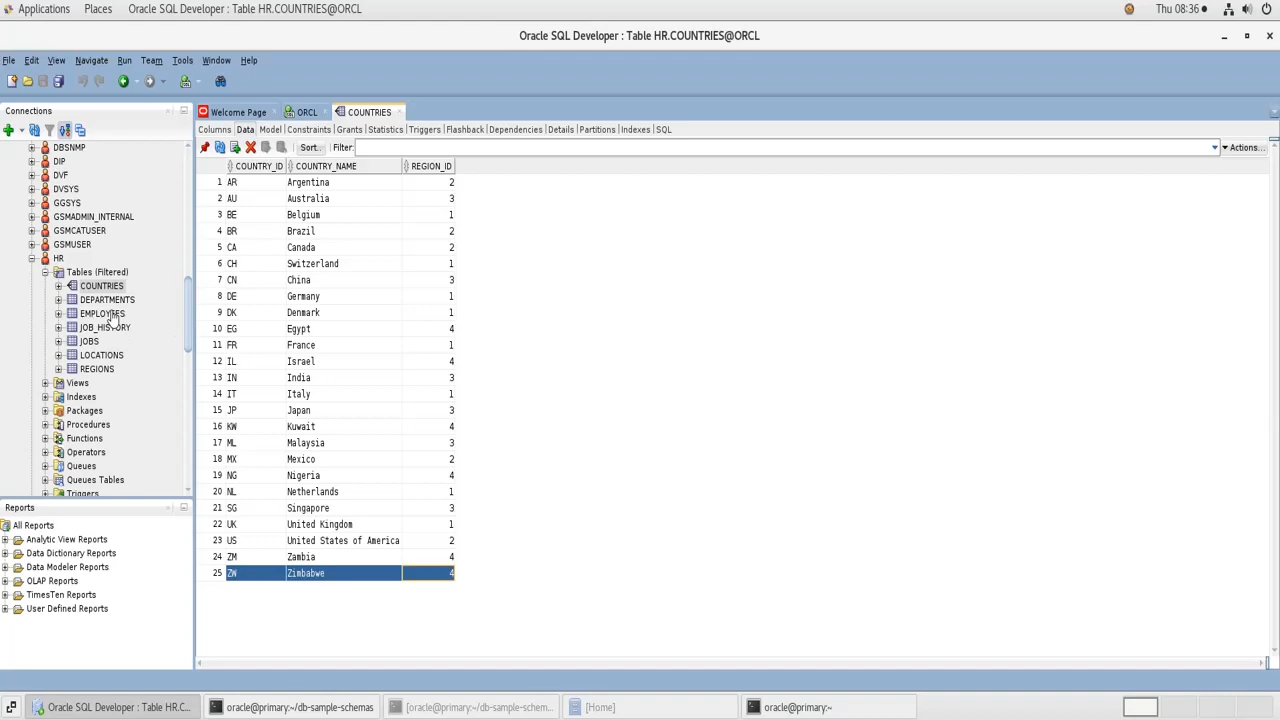 Applications Places Oracle SQL Developer : Table HR.COUNTRIES@ORCL Thu 08:36
Oracle SQL Developer : Table HR.COUNTRIES@ORCL
File Edit View Navigate Run Team Tools Window Help
Connections
DBSNMP
DIP
DVF
DVSYS
GGSYS
GSMADMIN_INTERNAL
GSMCATUSER
GSMUSER
HR
Tables (Filtered)
COUNTRIES
DEPARTMENTS
EMPLOYEES
JOB_HISTORY
JOBS
LOCATIONS
REGIONS
Views
Indexes
Packages
Procedures
Functions
Operators
Queues
Queues Tables
Triggers
Reports
All Reports
Analytic View Reports
Data Dictionary Reports
Data Modeler Reports
OLAP Reports
TimesTen Reports
User Defined Reports
Welcome Page ORCL COUNTRIES
Columns Data Model Constraints Grants Statistics Triggers Flashback Dependencies Details Partitions Indexes SQL
Sort.. Filter: Actions...
COUNTRY_ID COUNTRY_NAME REGION_ID
1 AR Argentina 2
2 AU Australia 3
3 BE Belgium 1
4 BR Brazil 2
5 CA Canada 2
6 CH Switzerland 1
7 CN China 3
8 DE Germany 1
9 DK Denmark 1
10 EG Egypt 4
11 FR France 1
12 IL Israel 4
13 IN India 3
14 IT Italy 1
15 JP Japan 3
16 KW Kuwait 4
17 ML Malaysia 3
18 MX Mexico 2
19 NG Nigeria 4
20 NL Netherlands 1
21 SG Singapore 3
22 UK United Kingdom 1
23 US United States of America 2
24 ZM Zambia 4
25 ZW Zimbabwe 4
Oracle SQL Developer : Table HR.C... oracle@primary:~/db-sample-schemas [oracle@primary:~/db-sample-schem... [Home] oracle@primary:~